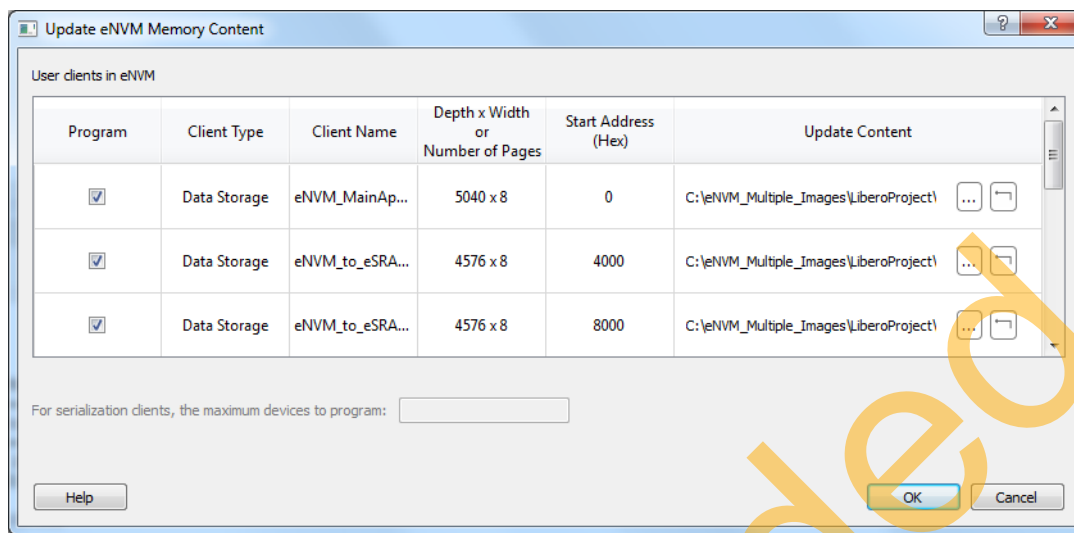 Update eNVM Memory Content
User clients in eNVM
Program Client Type Client Name Depth x Width or Number of Pages Start Address (Hex) Update Content
Data Storage eNVM_MainAp... 5040 x 8 0 C:\eNVM_Multiple_Images\LiberoProject\ ...
Data Storage eNVM_to_eSRA... 4576 x 8 4000 C:\eNVM_Multiple_Images\LiberoProject\ ...
Data Storage eNVM_to_eSRA... 4576 x 8 8000 C:\eNVM_Multiple_Images\LiberoProject\ ...
For serialization clients, the maximum devices to program:
Help OK Cancel
ded